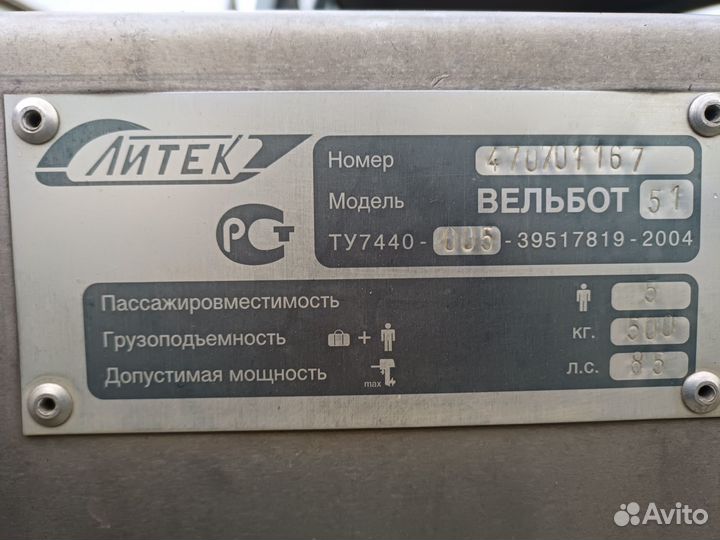 ЛИТЕК
Номер 470701167
Модель ВЕЛЬБОТ 51
РСТ
ТУ7440-005-39517819-2004
Пассажировместимость 5
Грузоподъемность + кг. 500
Допустимая мощность max л.с. 85
Avito